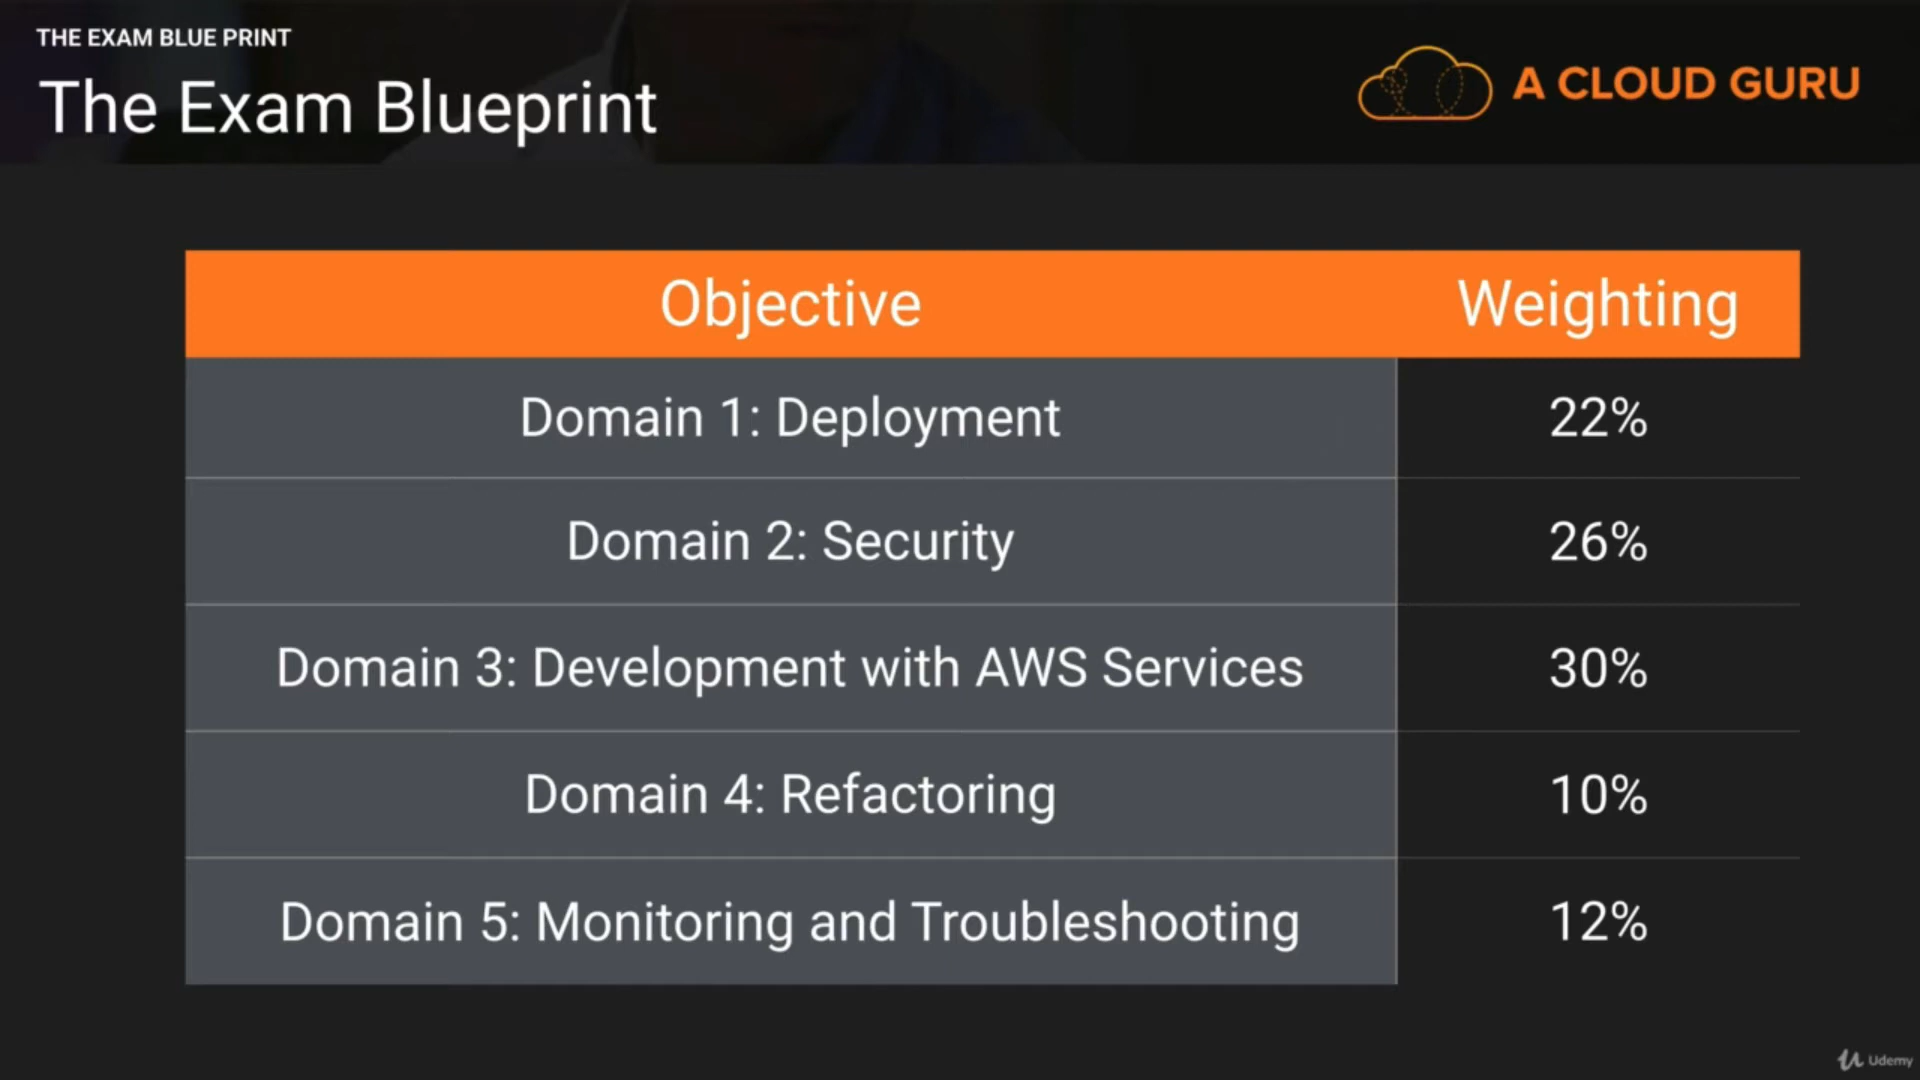 THE EXAM BLUE PRINT
The Exam Blueprint
A CLOUD GURU
Objective Weighting
Domain 1: Deployment 22%
Domain 2: Security 26%
Domain 3: Development with AWS Services 30%
Domain 4: Refactoring 10%
Domain 5: Monitoring and Troubleshooting 12%
Udemy